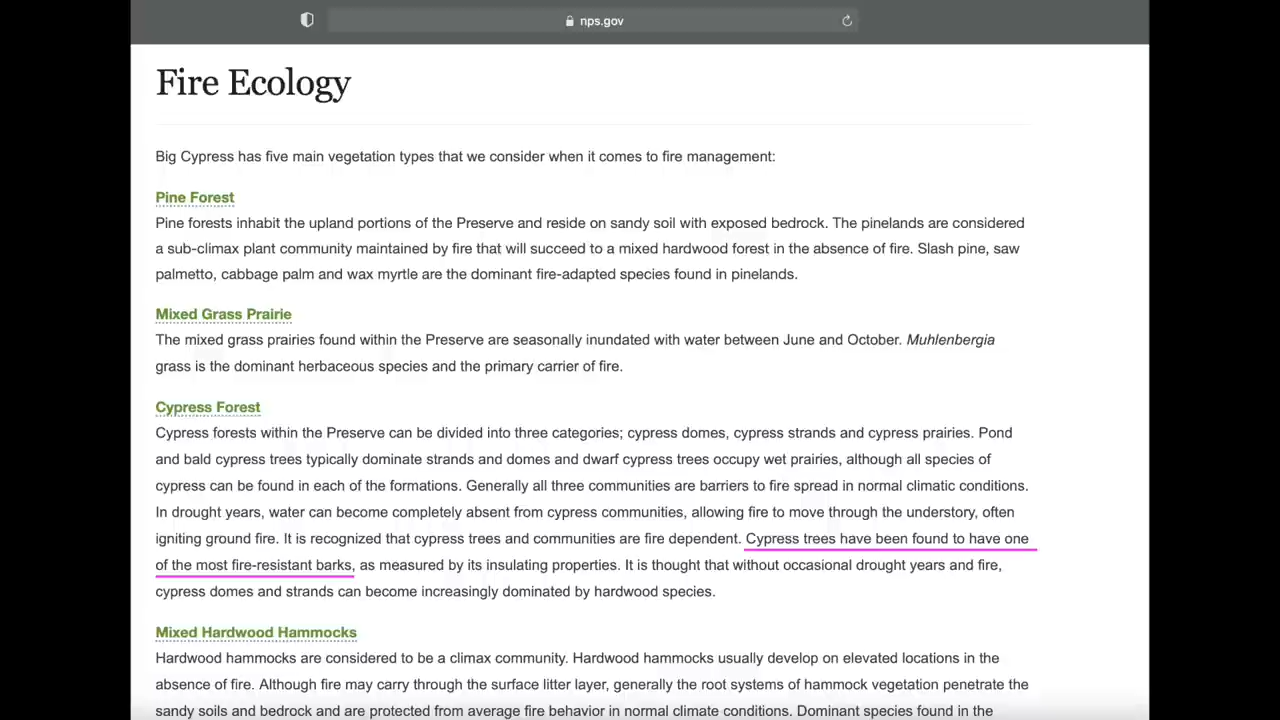 nps.gov
Fire Ecology
Big Cypress has five main vegetation types that we consider when it comes to fire management:
Pine Forest
Pine forests inhabit the upland portions of the Preserve and reside on sandy soil with exposed bedrock. The pinelands are considered
a sub-climax plant community maintained by fire that will succeed to a mixed hardwood forest in the absence of fire. Slash pine, saw
palmetto, cabbage palm and wax myrtle are the dominant fire-adapted species found in pinelands.
Mixed Grass Prairie
The mixed grass prairies found within the Preserve are seasonally inundated with water between June and October. Muhlenbergia
grass is the dominant herbaceous species and the primary carrier of fire.
Cypress Forest
Cypress forests within the Preserve can be divided into three categories; cypress domes, cypress strands and cypress prairies. Pond
and bald cypress trees typically dominate strands and domes and dwarf cypress trees occupy wet prairies, although all species of
cypress can be found in each of the formations. Generally all three communities are barriers to fire spread in normal climatic conditions.
In drought years, water can become completely absent from cypress communities, allowing fire to move through the understory, often
igniting ground fire. It is recognized that cypress trees and communities are fire dependent. Cypress trees have been found to have one
of the most fire-resistant barks, as measured by its insulating properties. It is thought that without occasional drought years and fire,
cypress domes and strands can become increasingly dominated by hardwood species.
Mixed Hardwood Hammocks
Hardwood hammocks are considered to be a climax community. Hardwood hammocks usually develop on elevated locations in the
absence of fire. Although fire may carry through the surface litter layer, generally the root systems of hammock vegetation penetrate the
sandy soils and bedrock and are protected from average fire behavior in normal climate conditions. Dominant species found in the